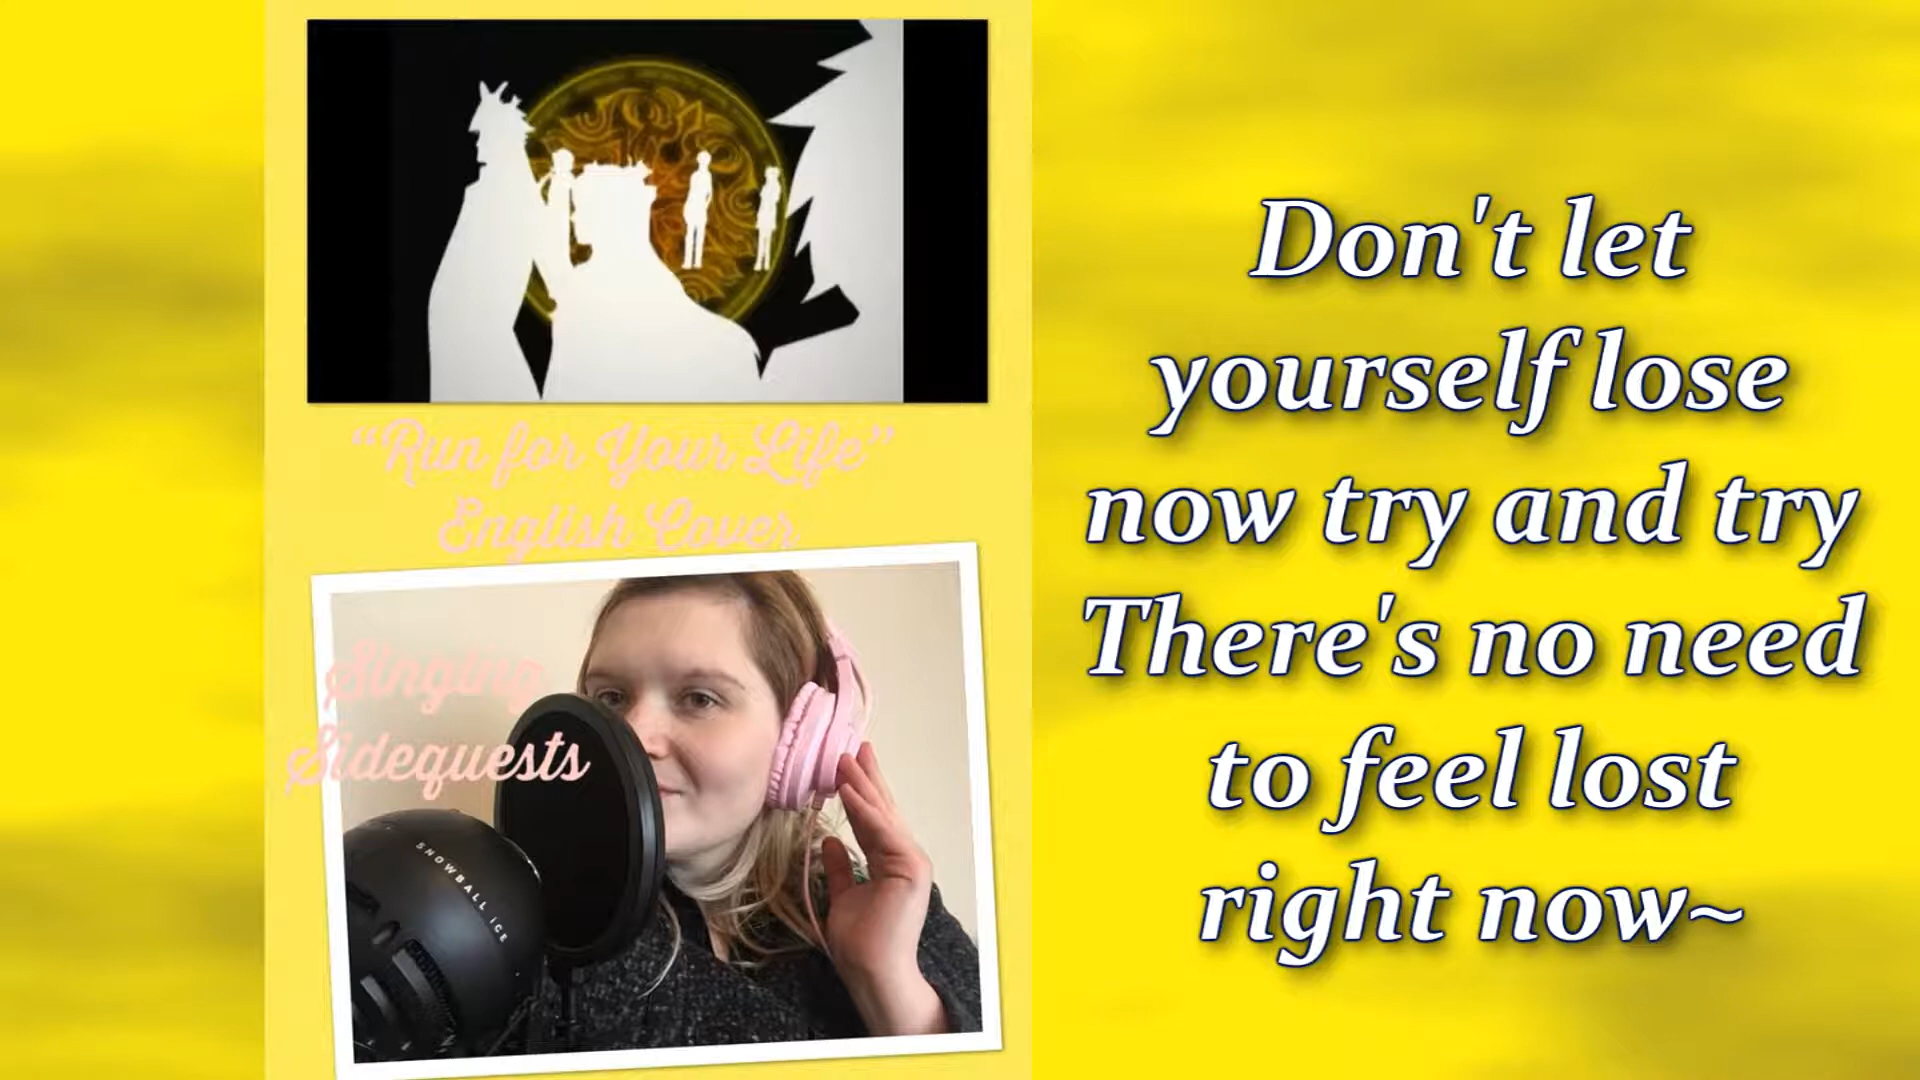 “Run for Your Life”
English Cover
Singing
Sidequests
SNOWBALL ICE
Don't let
yourself lose
now try and try
There's no need
to feel lost
right now~